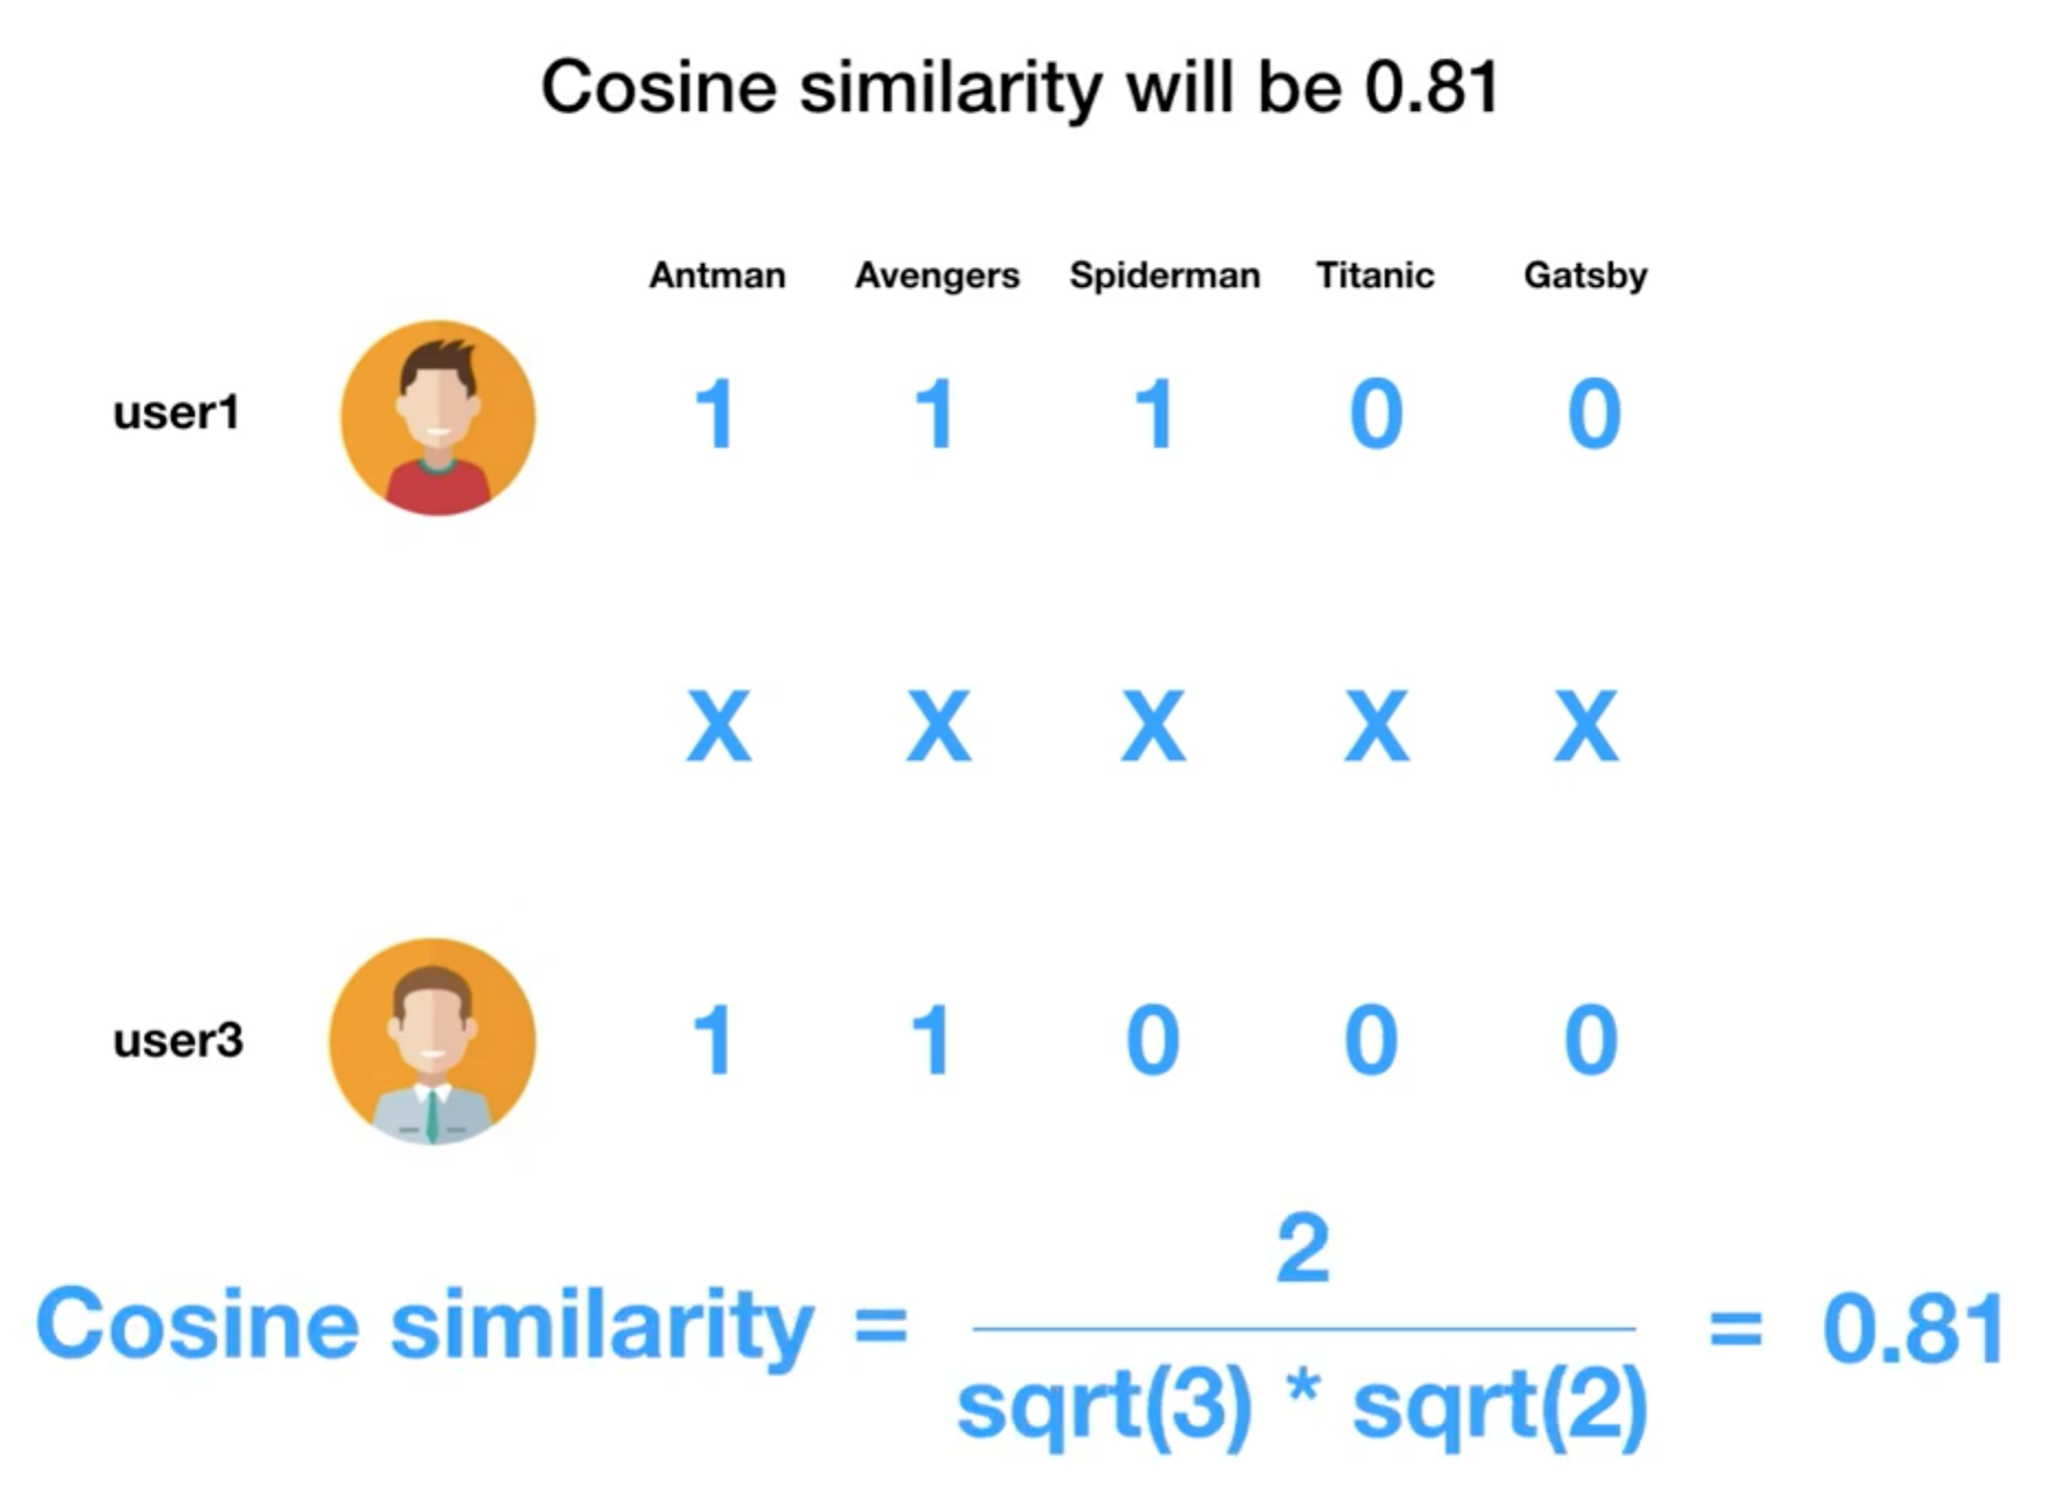 Cosine similarity will be 0.81
Antman Avengers Spiderman Titanic Gatsby
user1 1 1 1 0 0
X X X X X
user3 1 1 0 0 0
2
Cosine similarity = = 0.81
sqrt(3) * sqrt(2)